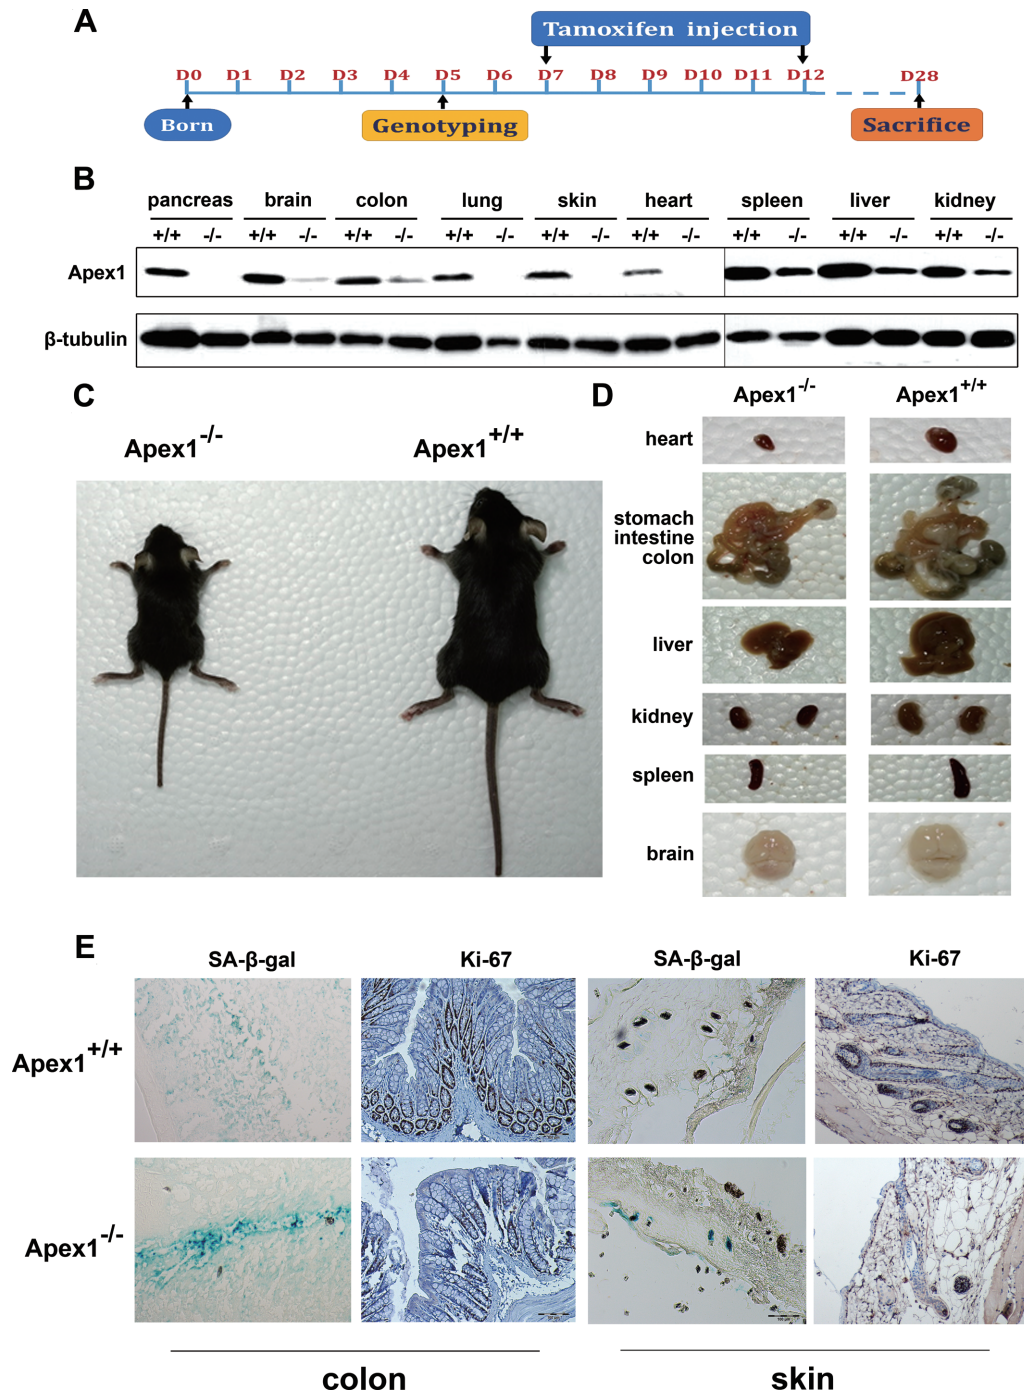 A
Tamoxifen injection
D0 D1 D2 D3 D4 D5 D6 D7 D8 D9 D10 D11 D12 D28
Born Genotyping Sacrifice
B
pancreas brain colon lung skin heart spleen liver kidney
+/+ -/- +/+ -/- +/+ -/- +/+ -/- +/+ -/- +/+ -/- +/+ -/- +/+ -/- +/+ -/-
Apex1
β-tubulin
C
Apex1-/- Apex1+/+
D
Apex1-/- Apex1+/+
heart
stomach
intestine
colon
liver
kidney
spleen
brain
E
SA-β-gal Ki-67 SA-β-gal Ki-67
Apex1+/+
Apex1-/-
colon skin